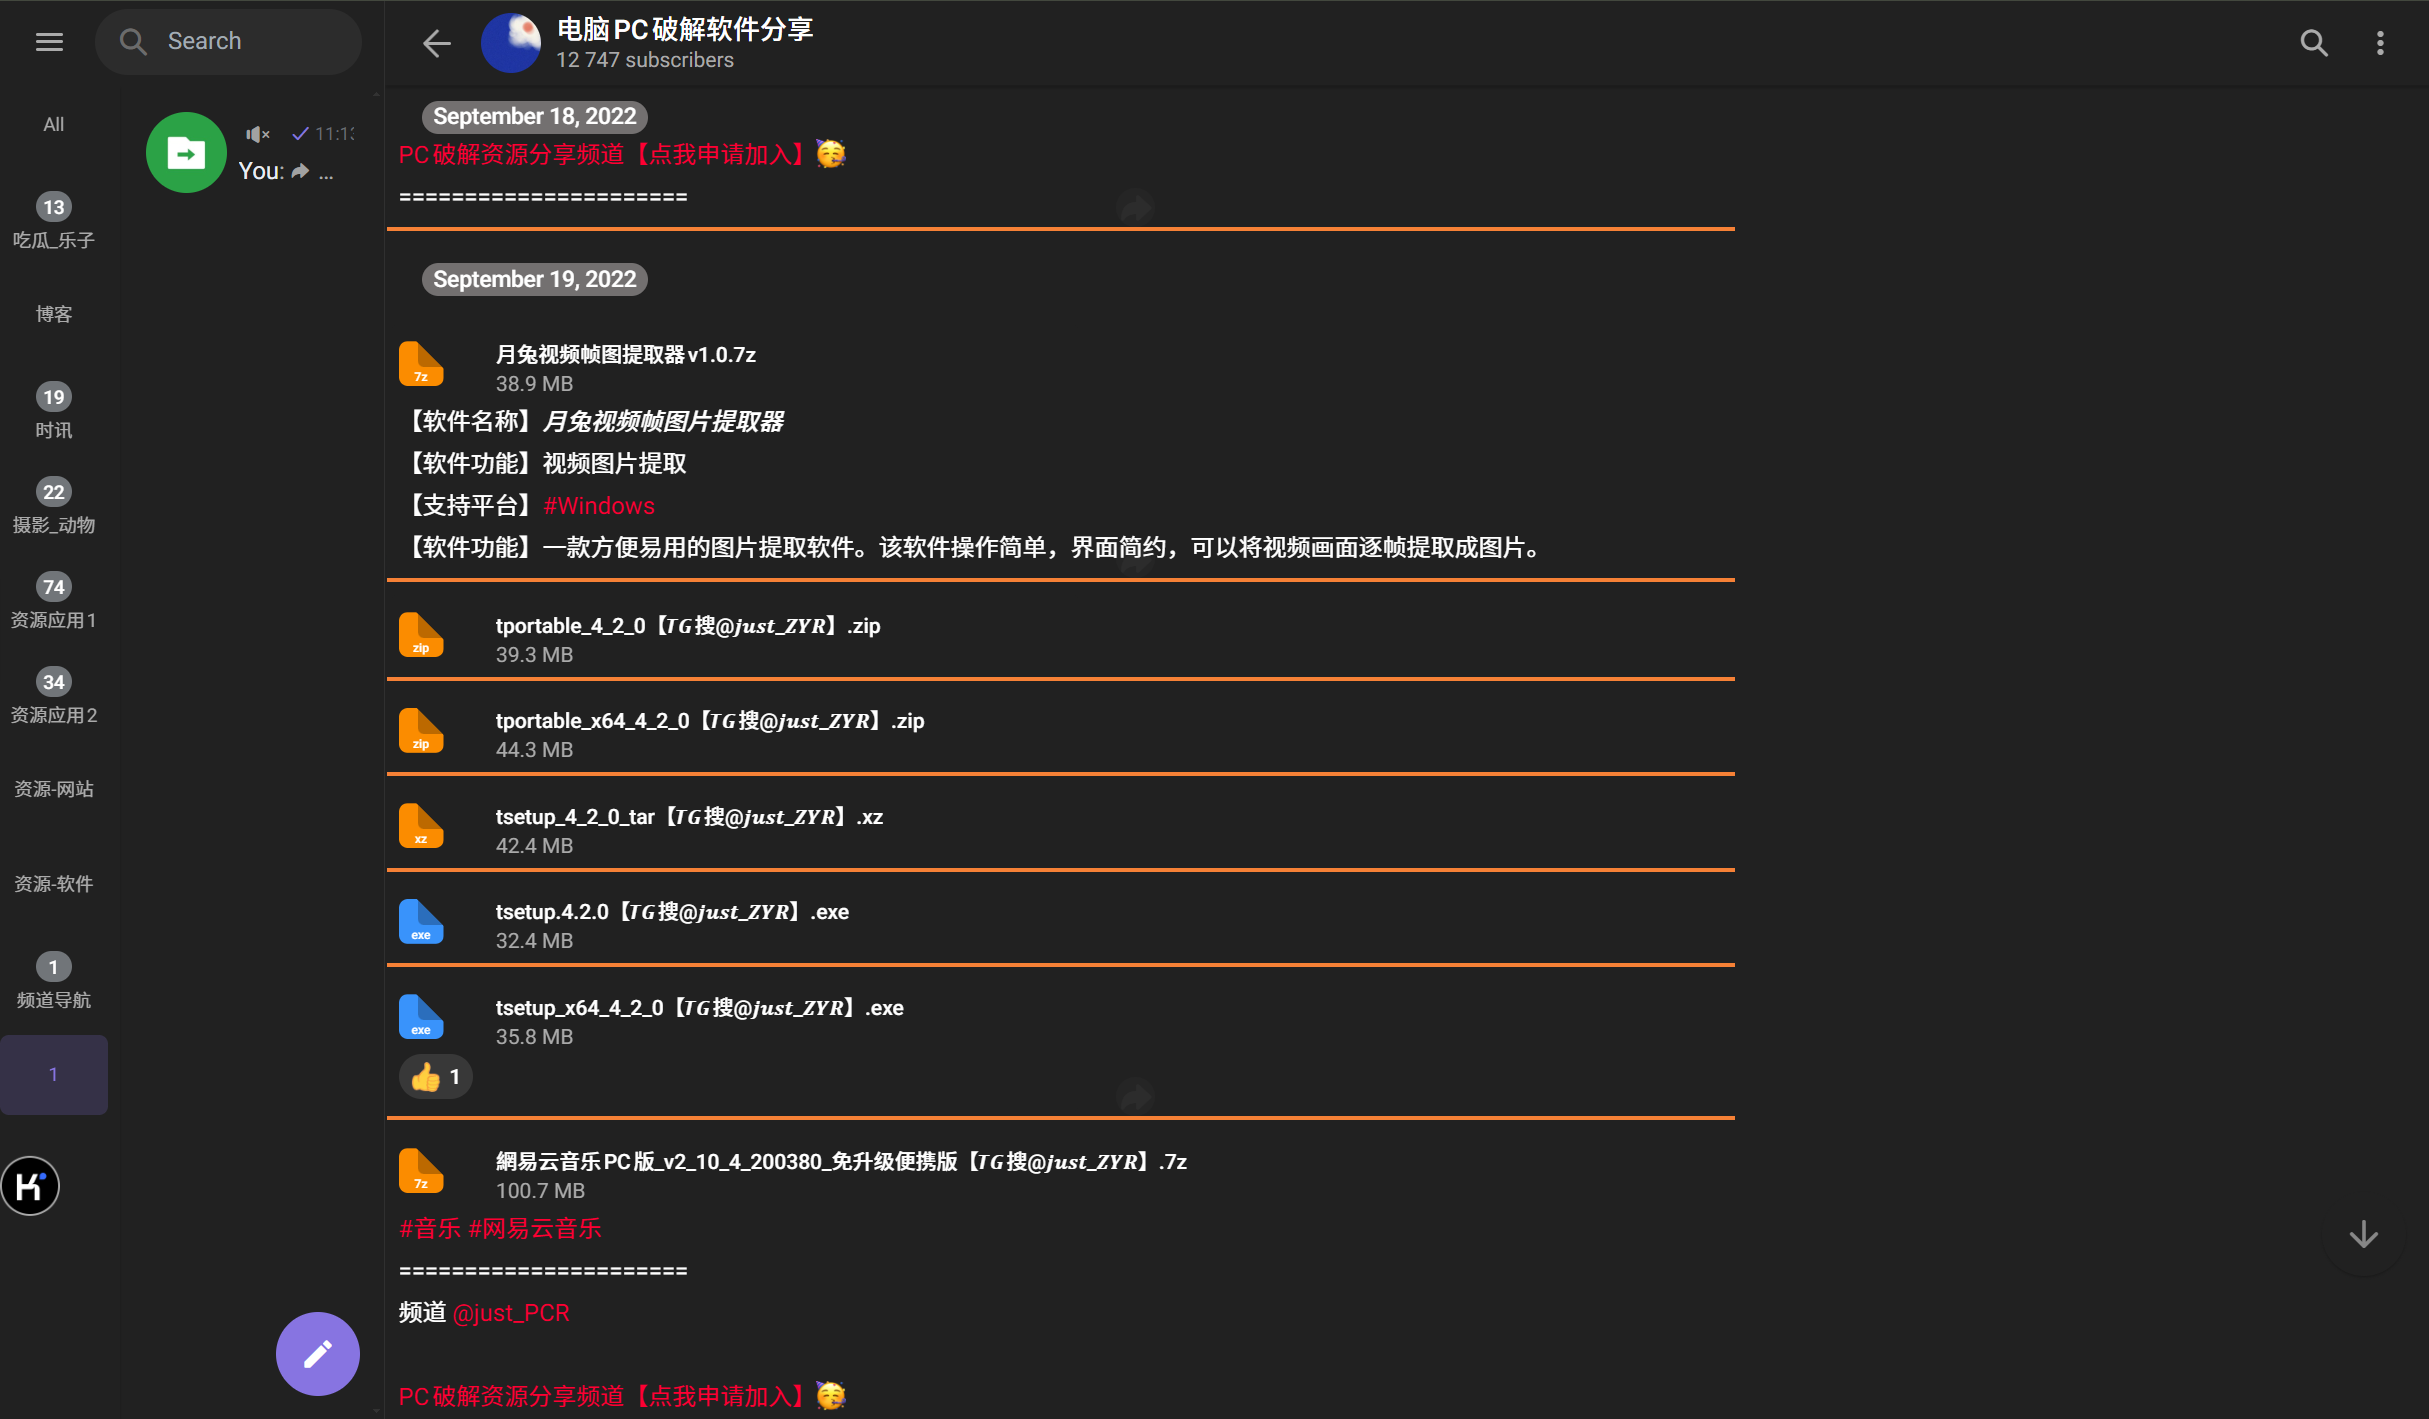 Search
电脑PC破解软件分享
12 747 subscribers
All
13
吃瓜_乐子
博客
19
时讯
22
摄影_动物
74
资源应用1
34
资源应用2
资源-网站
资源-软件
1
频道导航
1
You: ...
September 18, 2022
PC破解资源分享频道【点我申请加入】🥳
======================
September 19, 2022
7z
月兔视频帧图提取器v1.0.7z
38.9 MB
【软件名称】月兔视频帧图片提取器
【软件功能】视频图片提取
【支持平台】#Windows
【软件功能】一款方便易用的图片提取软件。该软件操作简单，界面简约，可以将视频画面逐帧提取成图片。
zip
tportable_4_2_0【TG搜@just_ZYR】.zip
39.3 MB
zip
tportable_x64_4_2_0【TG搜@just_ZYR】.zip
44.3 MB
xz
tsetup_4_2_0_tar【TG搜@just_ZYR】.xz
42.4 MB
exe
tsetup.4.2.0【TG搜@just_ZYR】.exe
32.4 MB
exe
tsetup_x64_4_2_0【TG搜@just_ZYR】.exe
35.8 MB
👍 1
7z
網易云音乐PC版_v2_10_4_200380_免升级便携版【TG搜@just_ZYR】.7z
100.7 MB
#音乐 #网易云音乐
======================
频道 @just_PCR
PC破解资源分享频道【点我申请加入】🥳
K